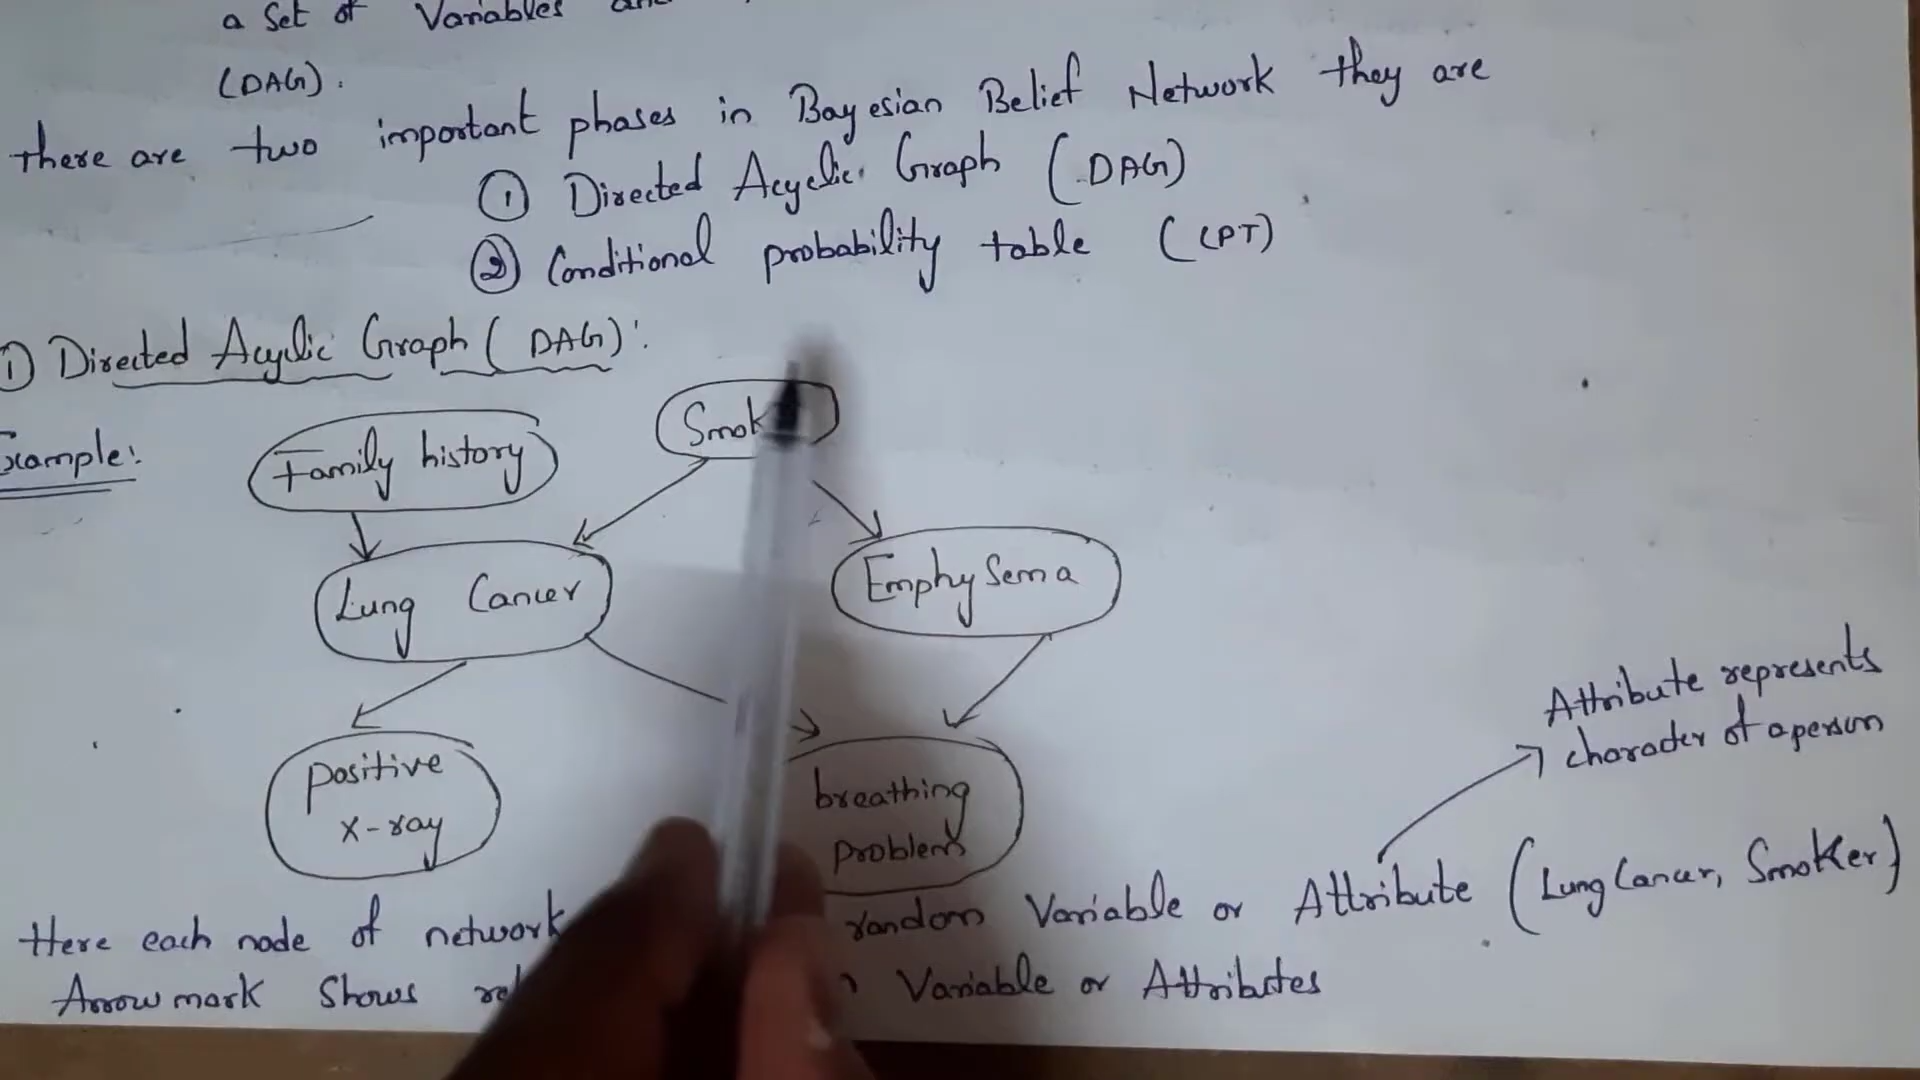 a Set of Variables
(DAG).
there are two important phases in Bayesian Belief Network they are
① Directed Acyclic Graph (DAG)
② Conditional probability table (CPT)
① Directed Acyclic Graph (DAG):
Example:
Family history
Lung Cancer
Emphysema
positive
x-ray
breathing
problem
Attribute represents
character of a person
Here each node of network random Variable or Attribute (Lung Cancer, Smoker)
Arrow mark Shows Variable or Attributes